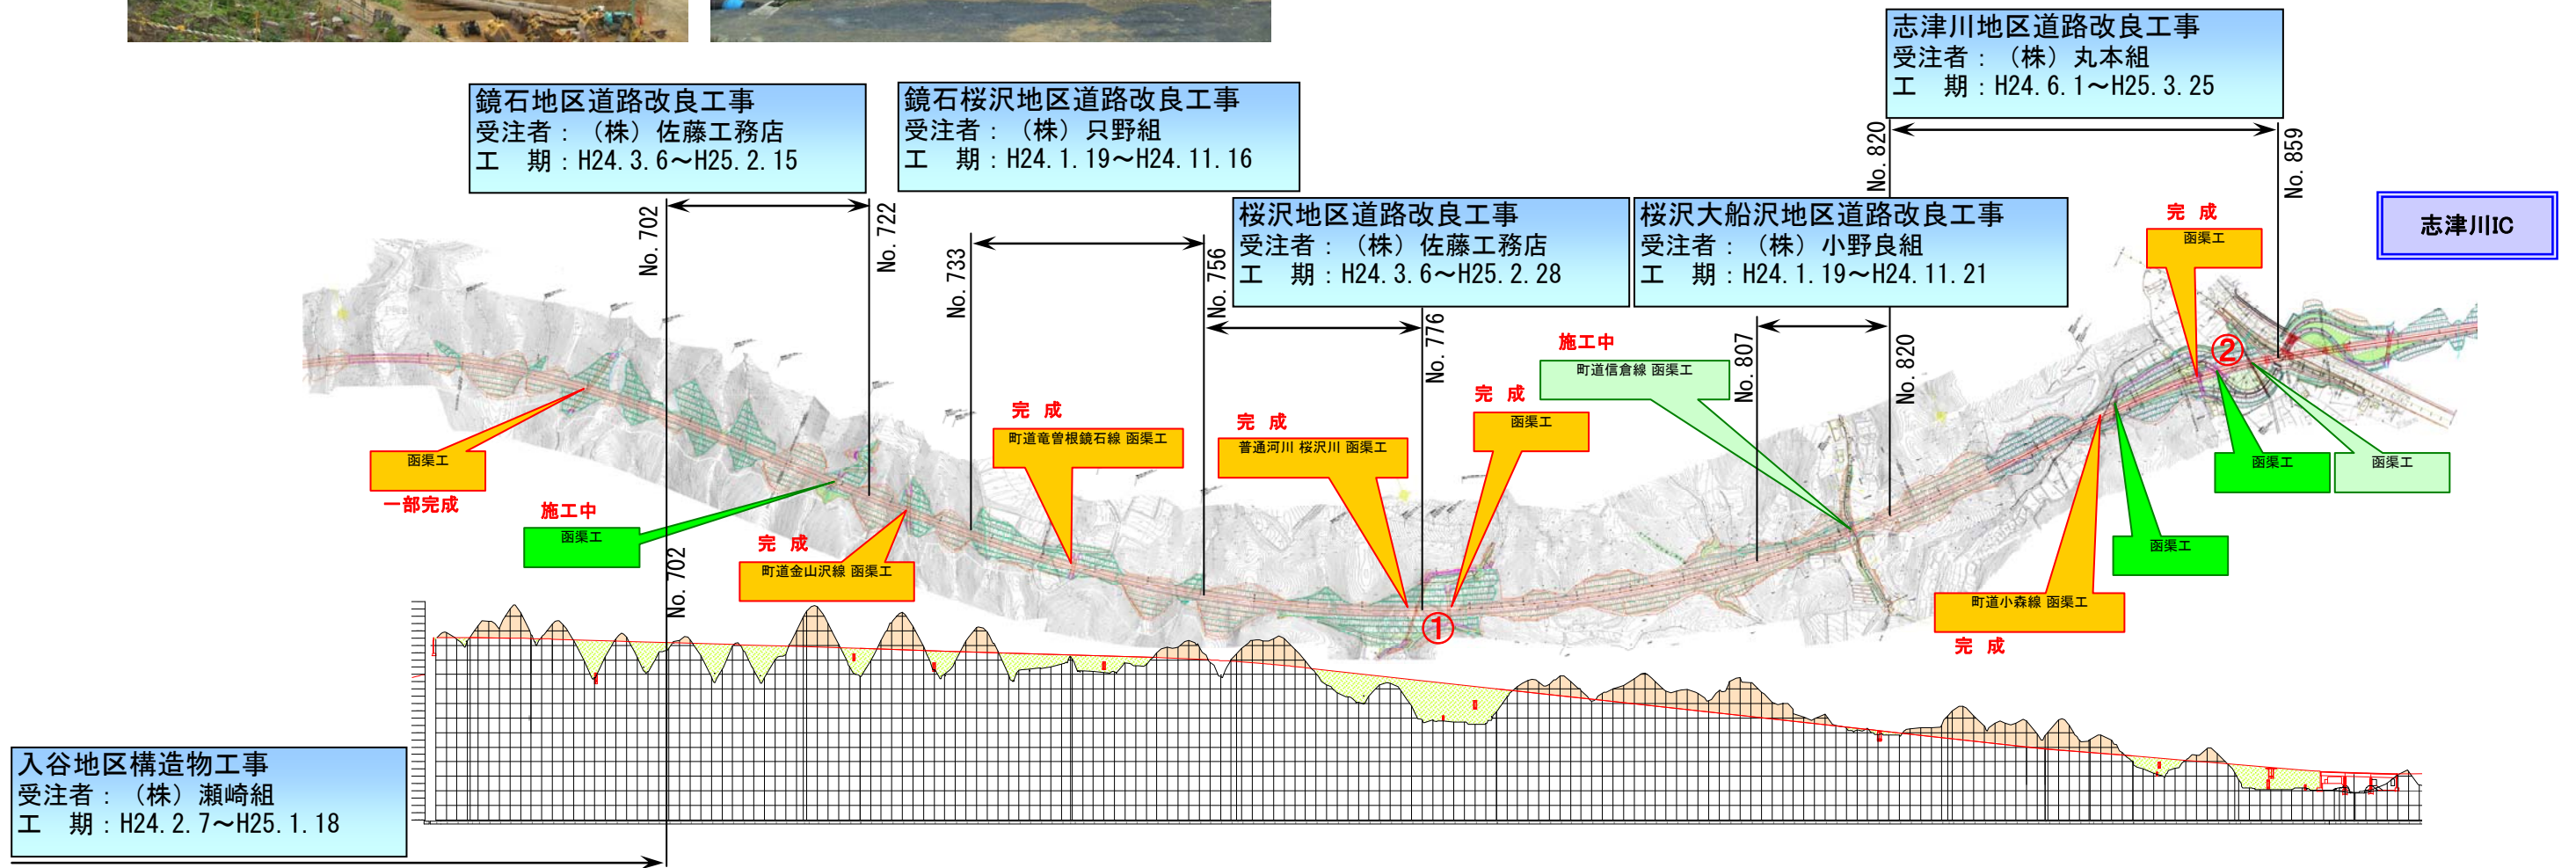 志津川地区道路改良工事
受注者：（株）丸本組
工　期：H24.6.1～H25.3.25
鏡石地区道路改良工事
受注者：（株）佐藤工務店
工　期：H24.3.6～H25.2.15
鏡石桜沢地区道路改良工事
受注者：（株）只野組
工　期：H24.1.19～H24.11.16
桜沢地区道路改良工事
受注者：（株）佐藤工務店
工　期：H24.3.6～H25.2.28
桜沢大船沢地区道路改良工事
受注者：（株）小野良組
工　期：H24.1.19～H24.11.21
志津川IC
No.702
No.722
No.733
No.756
No.776
No.807
No.820
No.820
No.859
完 成
函渠工
②
施工中
町道信倉線 函渠工
完 成
函渠工
完 成
町道竜曽根鏡石線 函渠工
完 成
普通河川 桜沢川 函渠工
函渠工
一部完成
施工中
函渠工
完 成
町道金山沢線 函渠工
函渠工
函渠工
函渠工
町道小森線 函渠工
完 成
①
No.702
入谷地区構造物工事
受注者：（株）瀬崎組
工　期：H24.2.7～H25.1.18